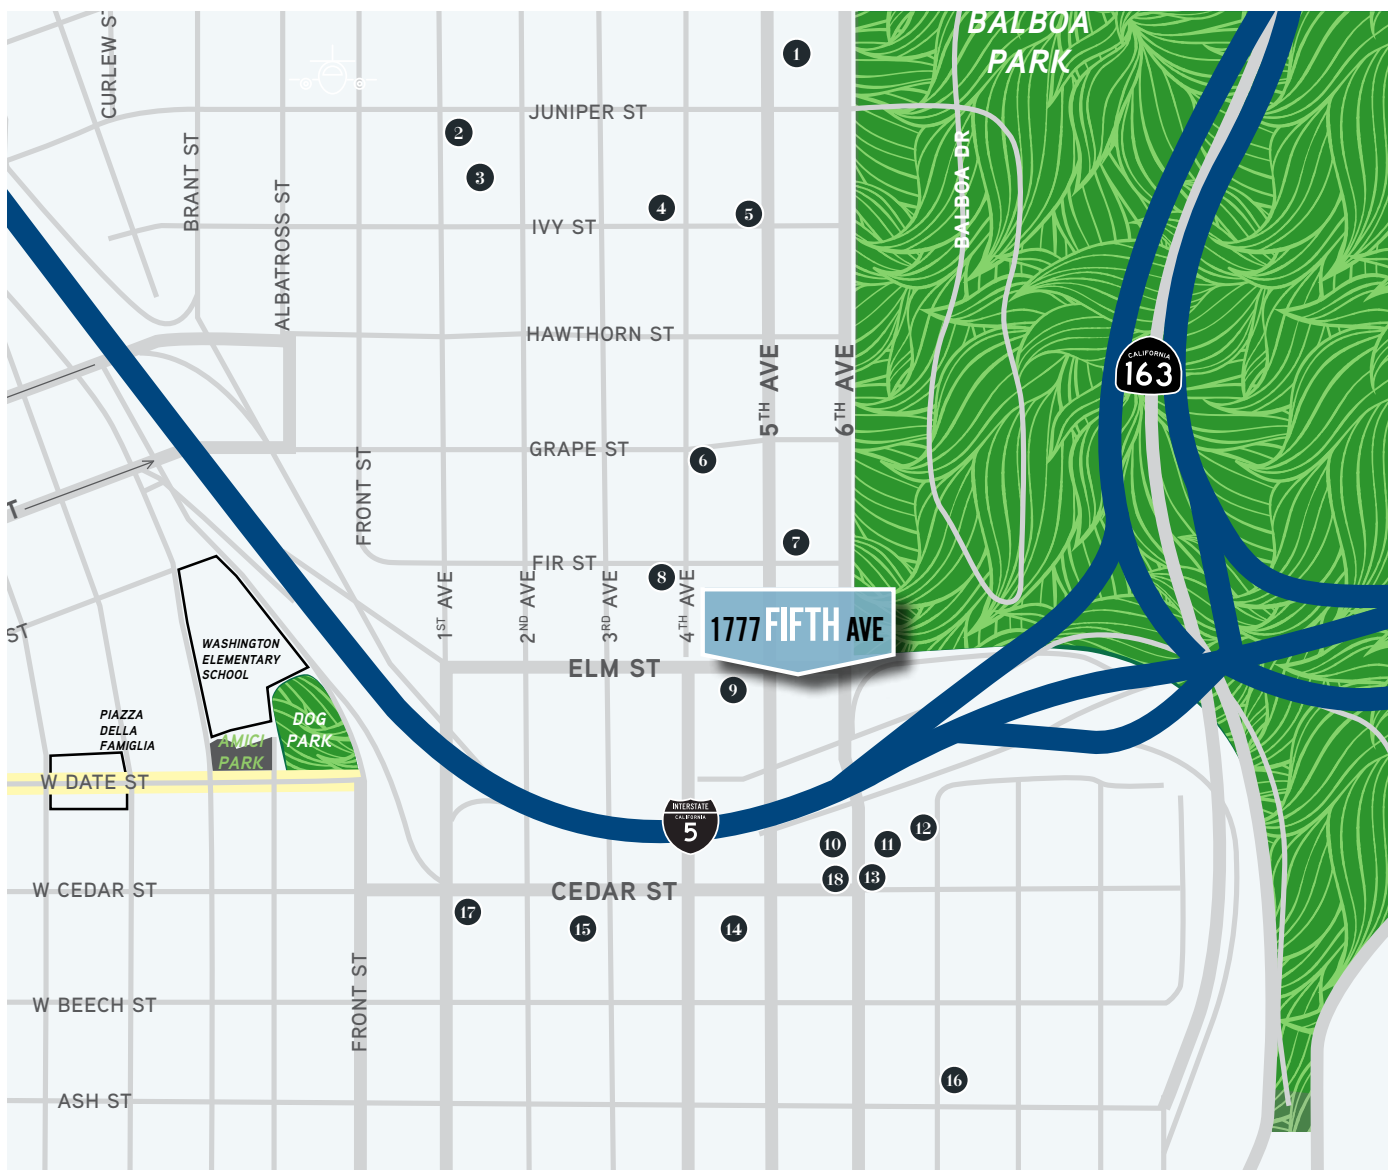 BALBOA
PARK
CURLEW ST
1
JUNIPER ST
2
BRANT ST
BALBOA DR
3
ALBATROSS ST
4
5
IVY ST
HAWTHORN ST
5TH AVE
6TH AVE
CALIFORNIA
163
GRAPE ST
6
FRONT ST
T
7
FIR ST
8
1ST AVE
2ND AVE
3RD AVE
4TH AVE
1777 FIFTH AVE
ST
WASHINGTON
ELEMENTARY
SCHOOL
ELM ST
9
PIAZZA
DELLA
FAMIGLIA
DOG
PARK
AMICI
PARK
W DATE ST
INTERSTATE
CALIFORNIA
5
10
11
12
18
13
W CEDAR ST
CEDAR ST
17
15
14
FRONT ST
W BEECH ST
16
ASH ST